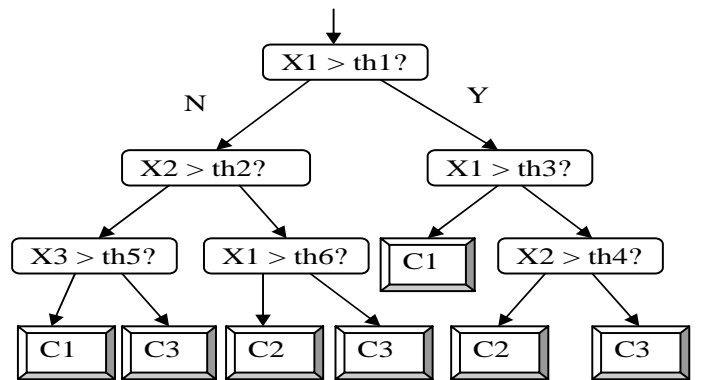 X1 > th1?
N
Y
X2 > th2?
X1 > th3?
X3 > th5?
X1 > th6?
C1
X2 > th4?
C1
C3
C2
C3
C2
C3